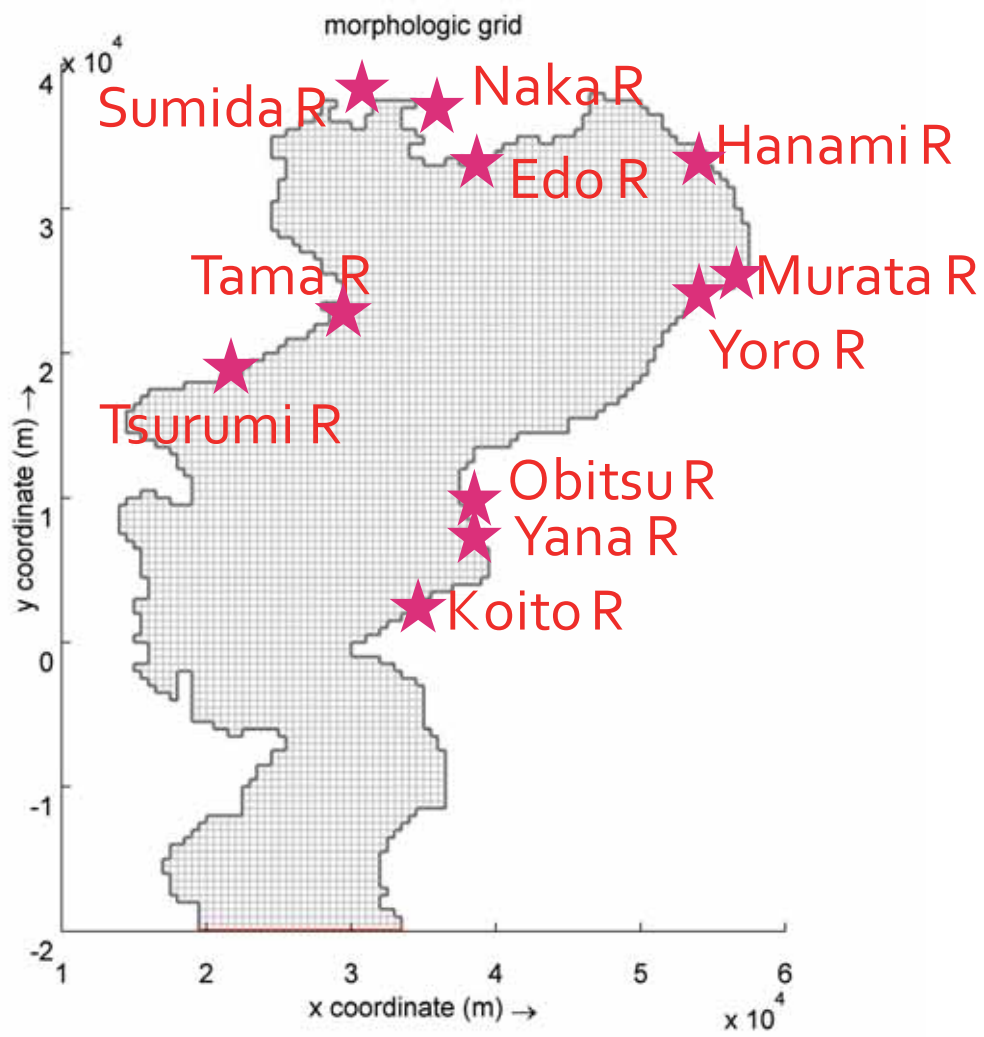 morphologic grid
x 10^4
4
Sumida R
Naka R
Hanami R
Edo R
3
Tama R
Murata R
Yoro R
2
Tsurumi R
Obitsu R
1
Yana R
Koito R
0
-1
-2
y coordinate (m) →
1 2 3 4 5 6
x coordinate (m) →
x 10^4